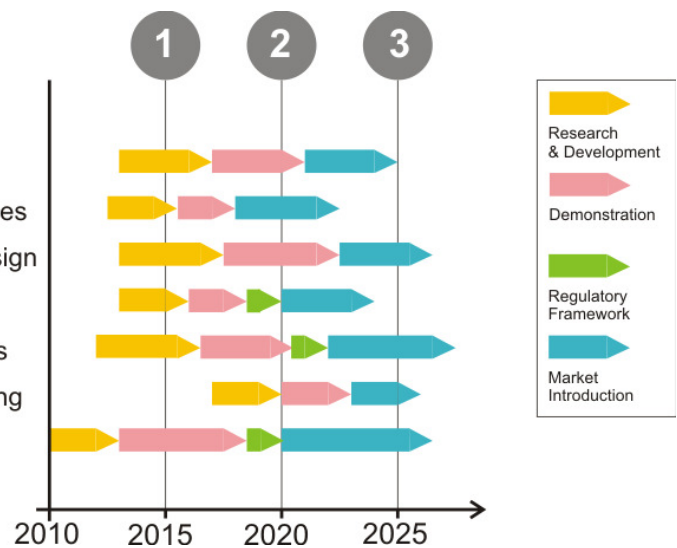 1 2 3
es
sign
s
ng
2010 2015 2020 2025
Research
& Development
Demonstration
Regulatory
Framework
Market
Introduction